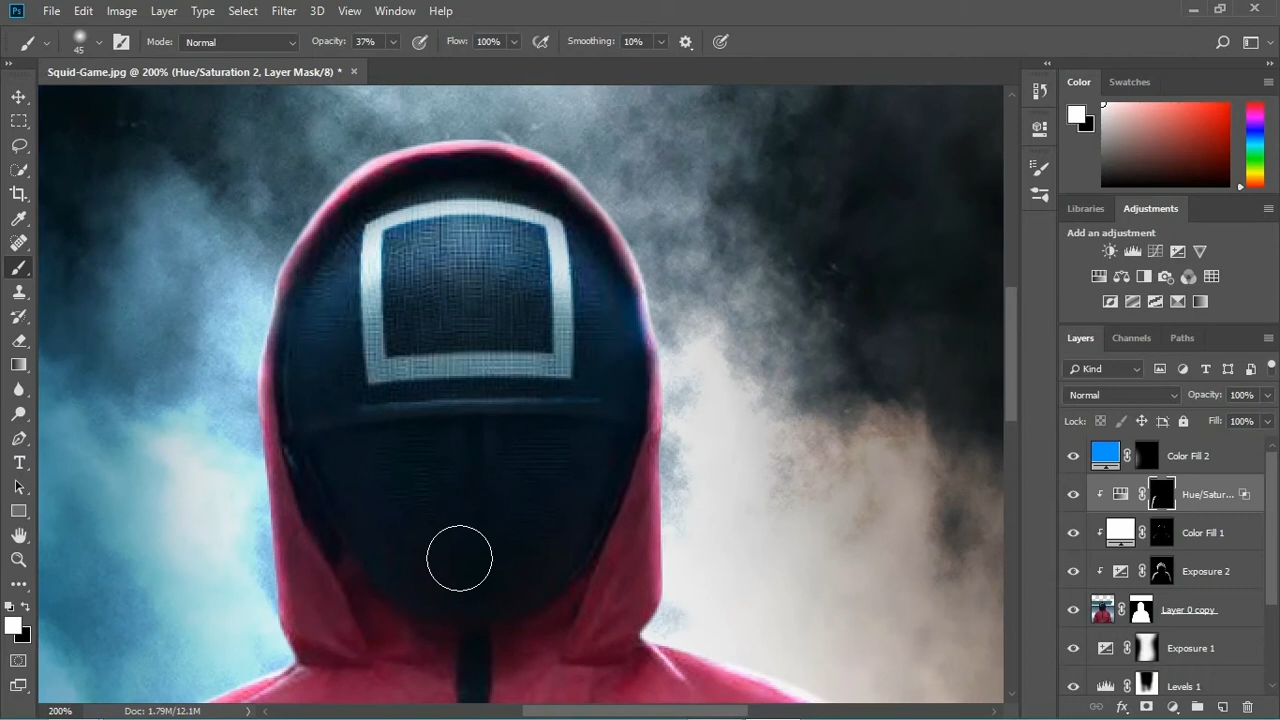 Ps File Edit Image Layer Type Select Filter 3D View Window Help
45 Mode: Normal Opacity: 37% Flow: 100% Smoothing: 10%
Squid-Game.jpg @ 200% (Hue/Saturation 2, Layer Mask/8) *
Color Swatches
Libraries Adjustments
Add an adjustment
Layers Channels Paths
Kind
Normal Opacity: 100%
Lock: Fill: 100%
Color Fill 2
Hue/Satur...
Color Fill 1
Exposure 2
Layer 0 copy
Exposure 1
Levels 1
200% Doc: 1.79M/12.1M